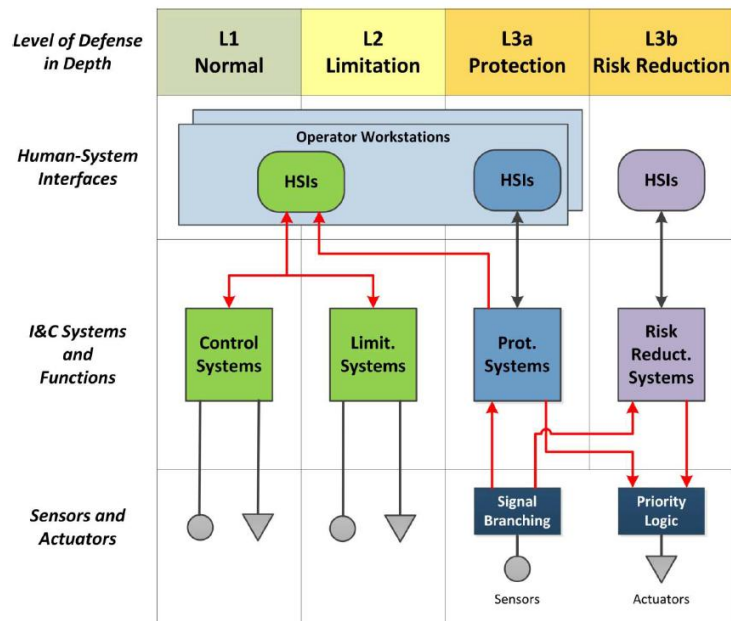 Level of Defense
in Depth
L1
Normal
L2
Limitation
L3a
Protection
L3b
Risk Reduction
Human-System
Interfaces
Operator Workstations
HSIs
HSIs
HSIs
I&C Systems
and
Functions
Control
Systems
Limit.
Systems
Prot.
Systems
Risk
Reduct.
Systems
Sensors and
Actuators
Signal
Branching
Priority
Logic
Sensors
Actuators